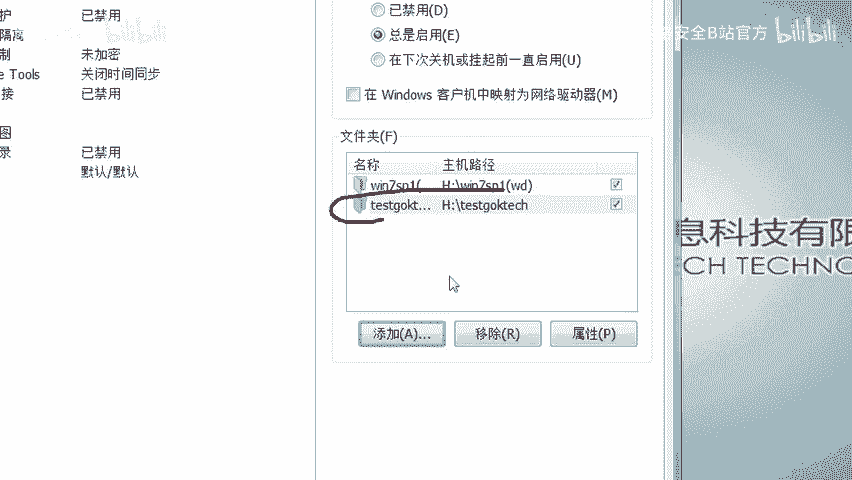 护 已禁用
隔离
制 未加密
e Tools 关闭时间同步
接 已禁用
图
录 已禁用
默认/默认
已禁用(D)
总是启用(E)
在下次关机或挂起前一直启用(U)
在 Windows 客户机中映射为网络驱动器(M)
文件夹(F)
名称 主机路径
win7sp1(... H:\win7sp1(wd)
testgokt... H:\testgoktech
添加(A)... 移除(R) 属性(P)
安全B站官方 bilibili
bilibili
息科技有限
CH TECHNO